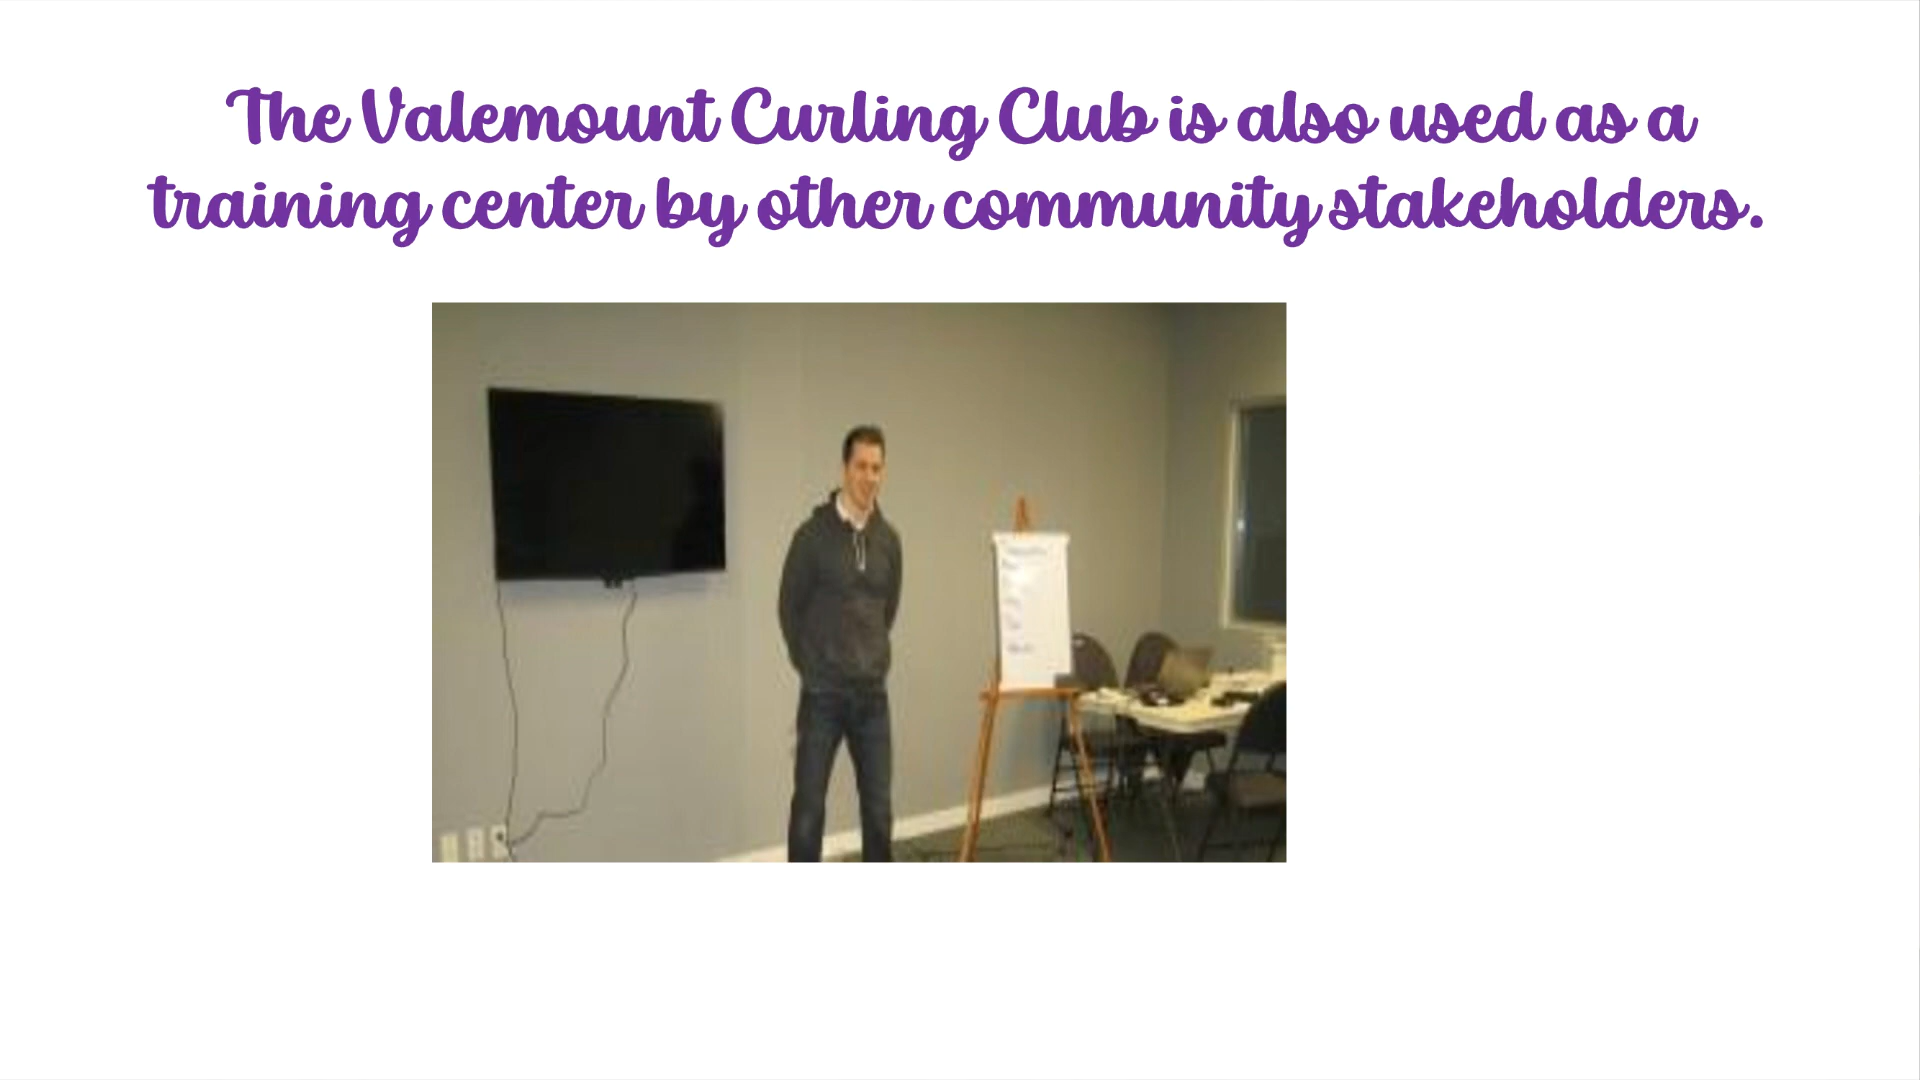 The Valemount Curling Club is also used as a
training center by other community stakeholders.